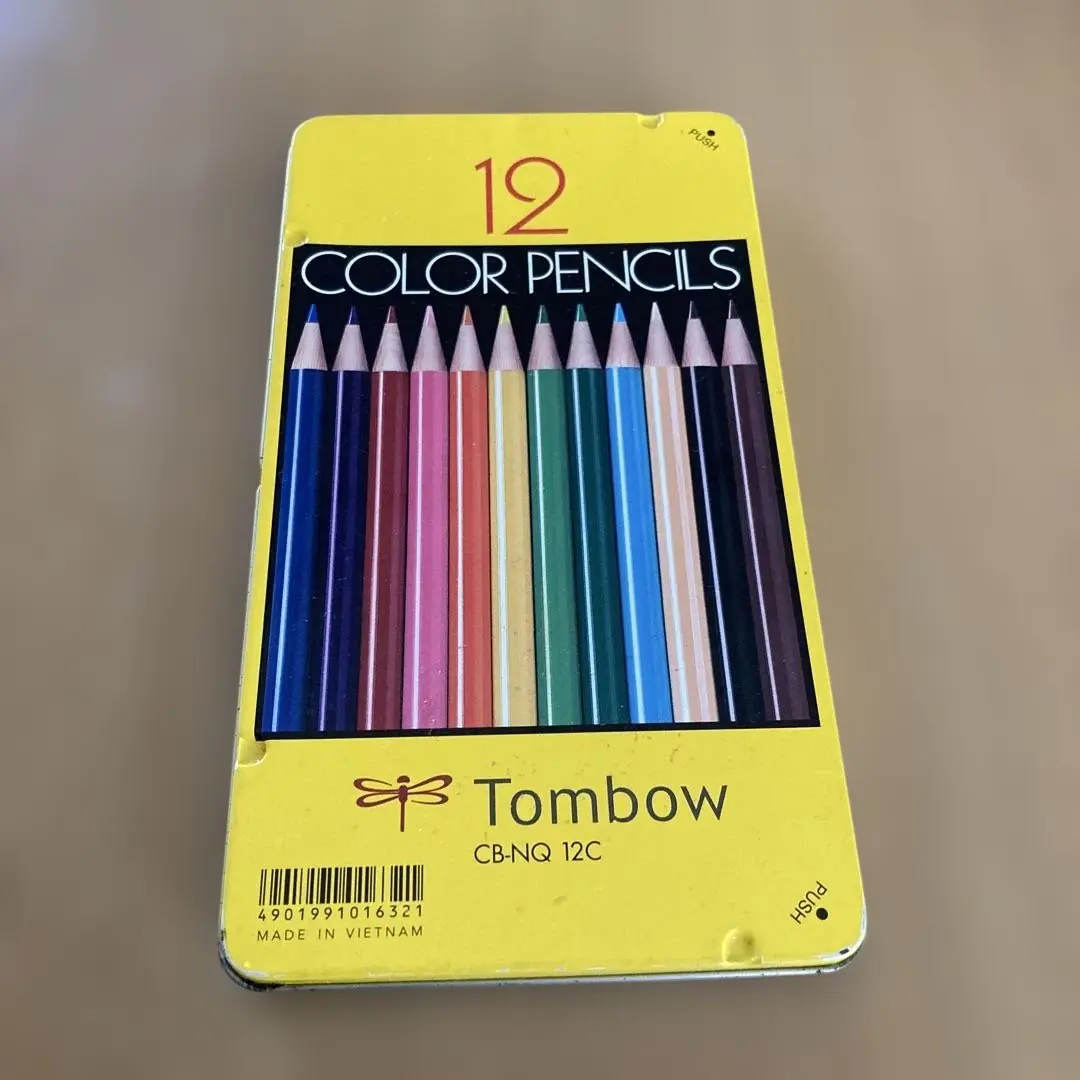 PUSH
12
COLOR PENCILS
Tombow
CB-NQ 12C
4901991016321
MADE IN VIETNAM
PUSH